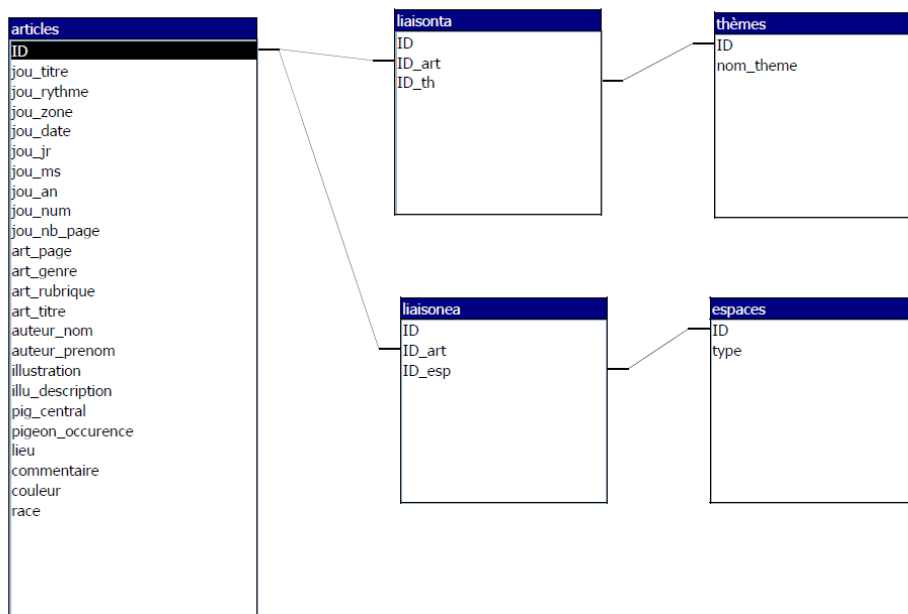 articles
ID
jou_titre
jou_rythme
jou_zone
jou_date
jou_jr
jou_ms
jou_an
jou_num
jou_nb_page
art_page
art_genre
art_rubrique
art_titre
auteur_nom
auteur_prenom
illustration
illu_description
pig_central
pigeon_occurence
lieu
commentaire
couleur
race
liaisonta
ID
ID_art
ID_th
thèmes
ID
nom_theme
liaisonea
ID
ID_art
ID_esp
espaces
ID
type